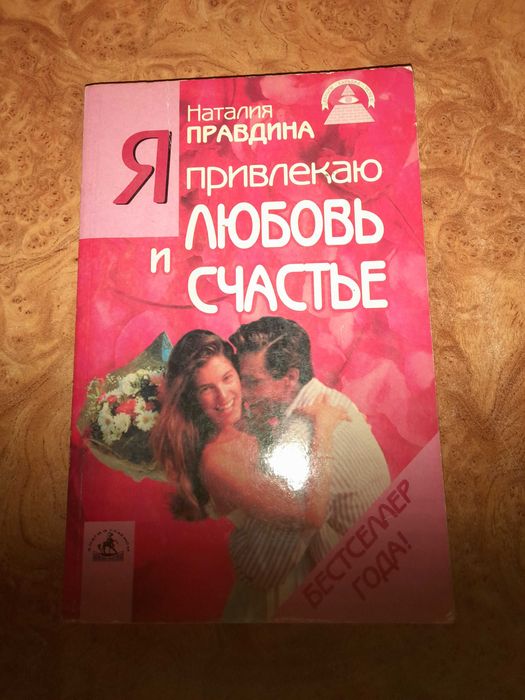 Наталия
ПРАВДИНА
Я ПРИВЛЕКАЮ
и ЛЮБОВЬ
СЧАСТЬЕ
БЕСТСЕЛЛЕР
ГОДА!